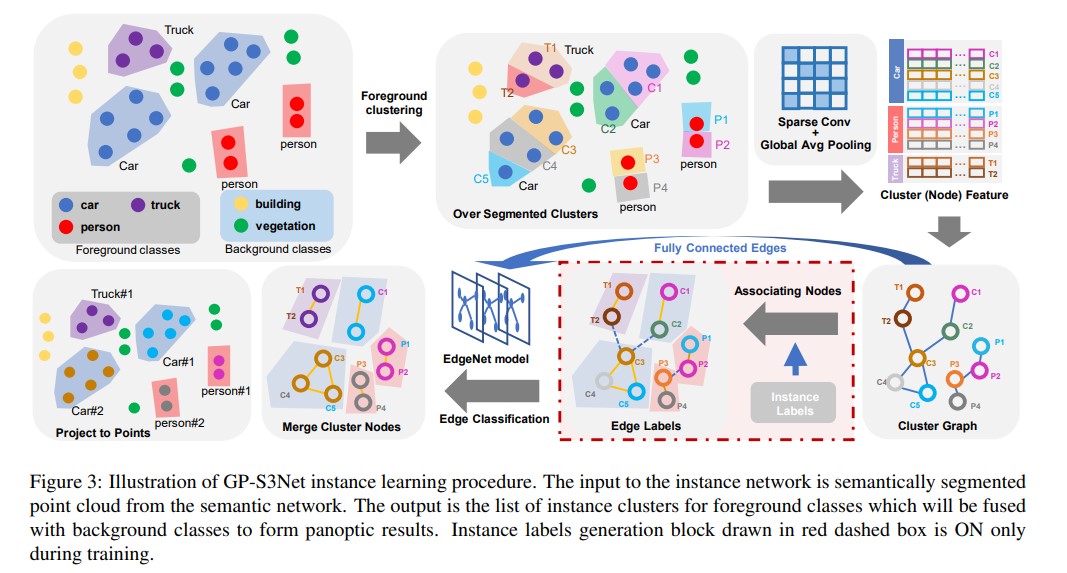 Truck
Car
Car
person
person
car
truck
person
Foreground classes
building
vegetation
Background classes
Foreground
clustering
T1
Truck
T2
C1
C2
Car
C3
C4
C5
Car
P1
P2
person
P3
P4
person
Over Segmented Clusters
Sparse Conv
+
Global Avg Pooling
Car
Person
Truck
C1
C2
C3
C4
C5
P1
P2
P3
P4
T1
T2
Cluster (Node) Feature
Fully Connected Edges
Truck#1
Car#1
Car#2
person#1
person#2
Project to Points
T1
T2
C1
C3
C4
C5
P1
P2
P3
P4
Merge Cluster Nodes
EdgeNet model
Edge Classification
T1
T2
C1
C2
C3
C4
C5
P1
P2
P3
P4
Edge Labels
Associating Nodes
Instance
Labels
T1
T2
C1
C2
C3
C4
C5
P1
P2
P3
P4
Cluster Graph
Figure 3: Illustration of GP-S3Net instance learning procedure. The input to the instance network is semantically segmented
point cloud from the semantic network. The output is the list of instance clusters for foreground classes which will be fused
with background classes to form panoptic results. Instance labels generation block drawn in red dashed box is ON only
during training.